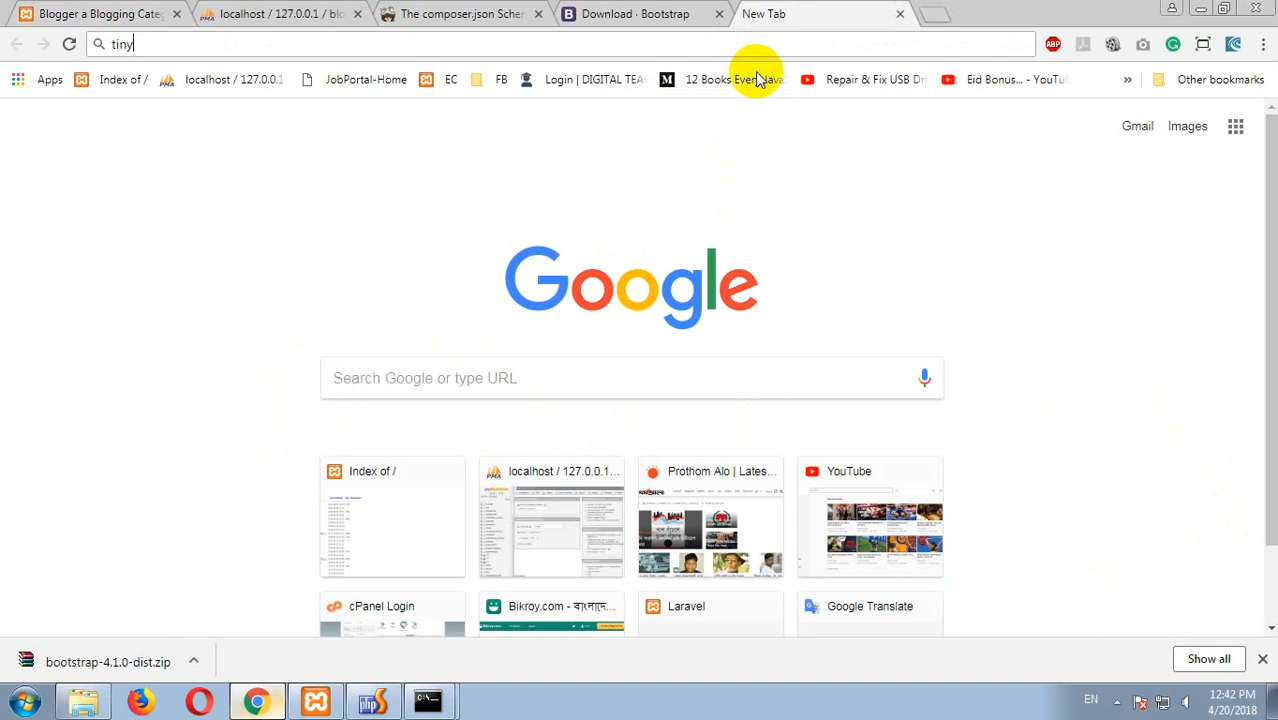 Blogger a Blogging Categ
localhost / 127.0.0.1 / blo
The composer.json Scher
Download · Bootstrap
New Tab
tiny
ABP
Apps
Index of /
PMA
localhost / 127.0.0.1
JobPortal-Home
EC
FB
Login | DIGITAL TEA
M
12 Books Every
Repair & Fix USB Dri
Eid Bonus... - YouTu
»
Other bookmarks
Gmail
Images
Google
Search Google or type URL
Index of /
localhost / 127.0.0.1...
Prothom Alo | Lates...
YouTube
cPanel Login
Bikroy.com - বাংলাদে...
Laravel
Google Translate
bootstrap-4.1.0-dist.zip
Show all
EN
12:42 PM
4/20/2018